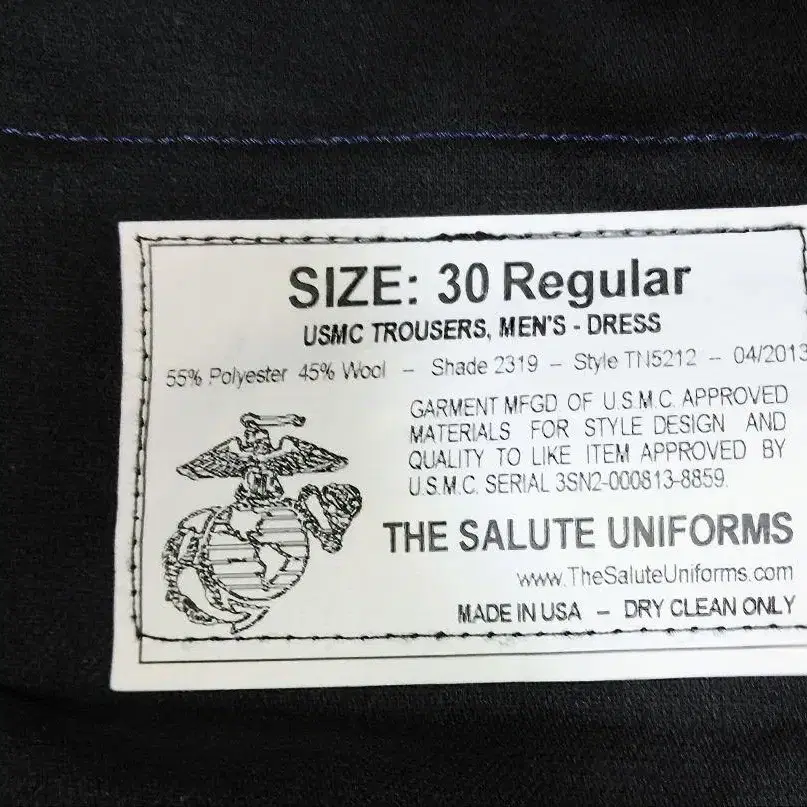 SIZE: 30 Regular
USMC TROUSERS, MEN'S - DRESS
55% Polyester 45% Wool – Shade 2319 – Style TN5212 – 04/2013
GARMENT MFGD OF U.S.M.C. APPROVED
MATERIALS FOR STYLE DESIGN AND
QUALITY TO LIKE ITEM APPROVED BY
U.S.M.C. SERIAL 3SN2-000813-8859.
THE SALUTE UNIFORMS
www.TheSaluteUniforms.com
MADE IN USA – DRY CLEAN ONLY